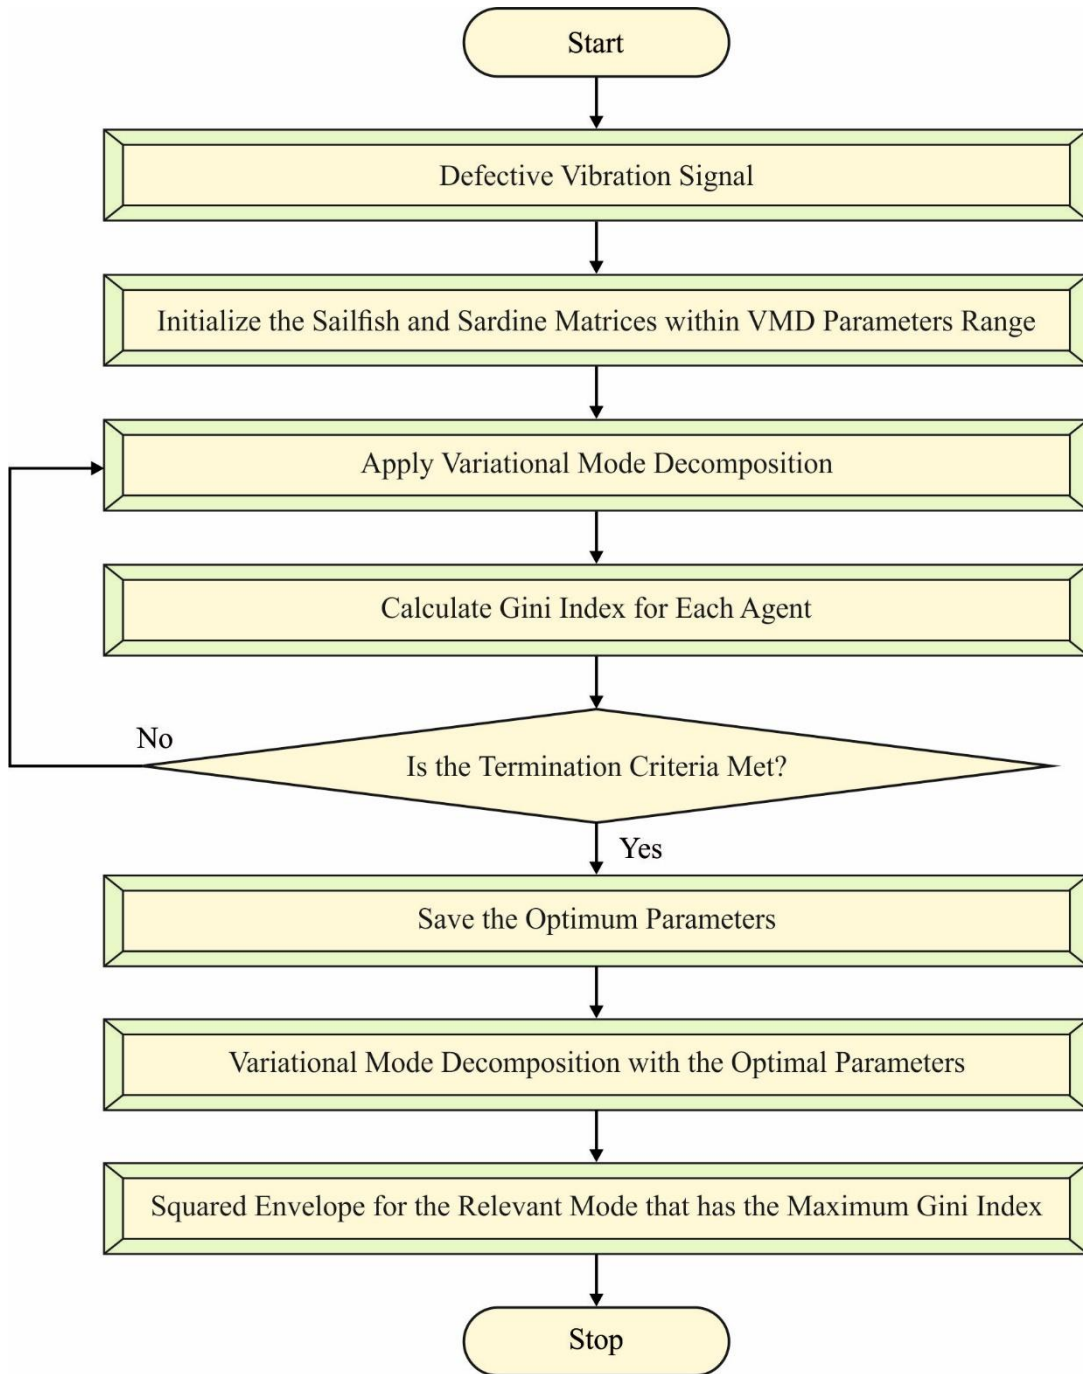 Start
Defective Vibration Signal
Initialize the Sailfish and Sardine Matrices within VMD Parameters Range
Apply Variational Mode Decomposition
Calculate Gini Index for Each Agent
No
Is the Termination Criteria Met?
Yes
Save the Optimum Parameters
Variational Mode Decomposition with the Optimal Parameters
Squared Envelope for the Relevant Mode that has the Maximum Gini Index
Stop